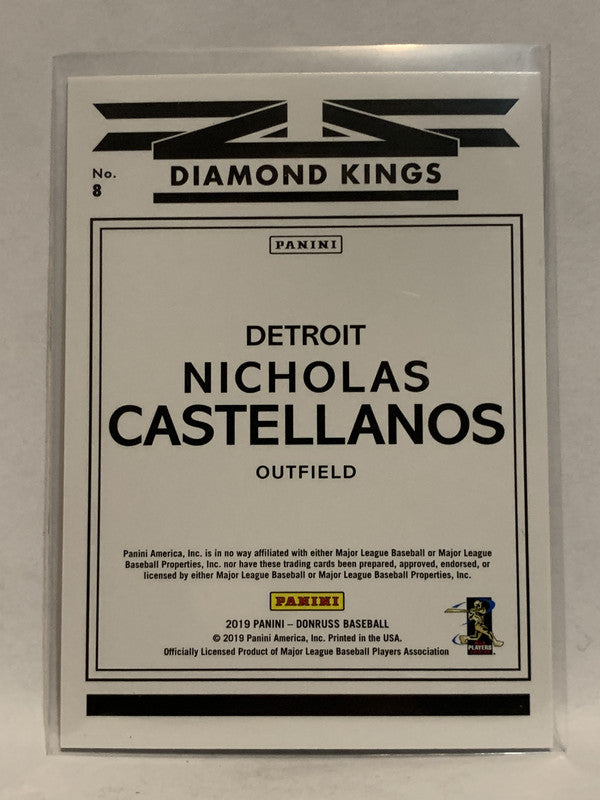 No.
8
DIAMOND KINGS
PANINI
DETROIT
NICHOLAS
CASTELLANOS
OUTFIELD
Panini America, Inc. is in no way affiliated with either Major League Baseball or Major League
Baseball Properties, Inc. nor have these trading cards been prepared, approved, endorsed, or
licensed by either Major League Baseball or Major League Baseball Properties, Inc.
PANINI
2019 PANINI – DONRUSS BASEBALL
© 2019 Panini America, Inc. Printed in the USA.
Officially Licensed Product of Major League Baseball Players Association
PLAYERS